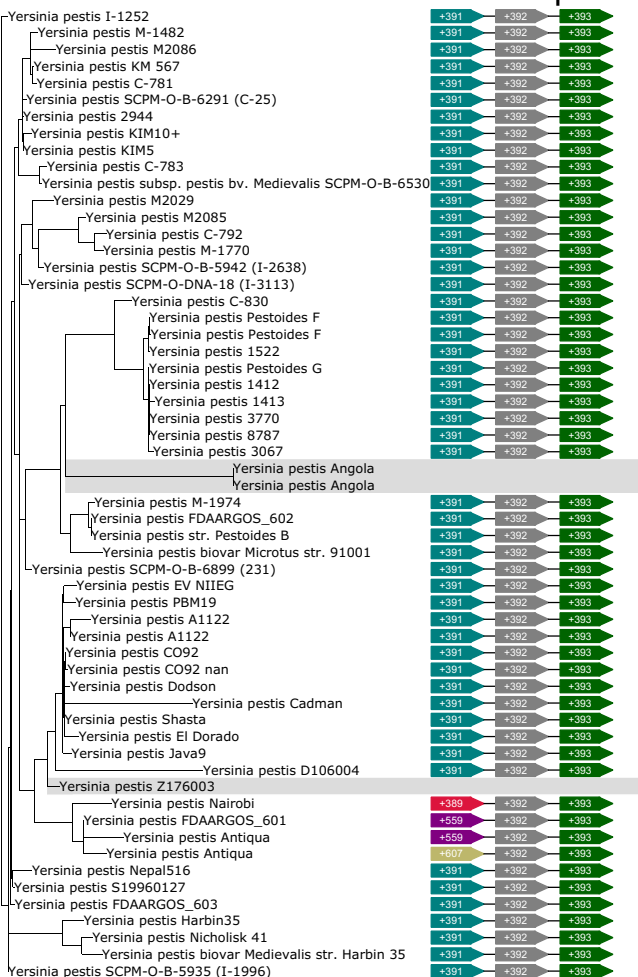 Yersinia pestis I-1252 +391 +392 +393
Yersinia pestis M-1482 +391 +392 +393
Yersinia pestis M2086 +391 +392 +393
Yersinia pestis KM 567 +391 +392 +393
Yersinia pestis C-781 +391 +392 +393
Yersinia pestis SCPM-O-B-6291 (C-25) +391 +392 +393
Yersinia pestis 2944 +391 +392 +393
Yersinia pestis KIM10+ +391 +392 +393
Yersinia pestis KIM5 +391 +392 +393
Yersinia pestis C-783 +391 +392 +393
Yersinia pestis subsp. pestis bv. Medievalis SCPM-O-B-6530 +391 +392 +393
Yersinia pestis M2029 +391 +392 +393
Yersinia pestis M2085 +391 +392 +393
Yersinia pestis C-792 +391 +392 +393
Yersinia pestis M-1770 +391 +392 +393
Yersinia pestis SCPM-O-B-5942 (I-2638) +391 +392 +393
Yersinia pestis SCPM-O-DNA-18 (I-3113) +391 +392 +393
Yersinia pestis C-830 +391 +392 +393
Yersinia pestis Pestoides F +391 +392 +393
Yersinia pestis Pestoides F +391 +392 +393
Yersinia pestis 1522 +391 +392 +393
Yersinia pestis Pestoides G +391 +392 +393
Yersinia pestis 1412 +391 +392 +393
Yersinia pestis 1413 +391 +392 +393
Yersinia pestis 3770 +391 +392 +393
Yersinia pestis 8787 +391 +392 +393
Yersinia pestis 3067 +391 +392 +393
Yersinia pestis Angola
Yersinia pestis Angola
Yersinia pestis M-1974 +391 +392 +393
Yersinia pestis FDAARGOS_602 +391 +392 +393
Yersinia pestis str. Pestoides B +391 +392 +393
Yersinia pestis biovar Microtus str. 91001 +391 +392 +393
Yersinia pestis SCPM-O-B-6899 (231) +391 +392 +393
Yersinia pestis EV NIIEG +391 +392 +393
Yersinia pestis PBM19 +391 +392 +393
Yersinia pestis A1122 +391 +392 +393
Yersinia pestis A1122 +391 +392 +393
Yersinia pestis CO92 +391 +392 +393
Yersinia pestis CO92 nan +391 +392 +393
Yersinia pestis Dodson +391 +392 +393
Yersinia pestis Cadman +391 +392 +393
Yersinia pestis Shasta +391 +392 +393
Yersinia pestis El Dorado +391 +392 +393
Yersinia pestis Java9 +391 +392 +393
Yersinia pestis D106004 +391 +392 +393
Yersinia pestis Z176003
Yersinia pestis Nairobi +389 +392 +393
Yersinia pestis FDAARGOS_601 +559 +392 +393
Yersinia pestis Antiqua +559 +392 +393
Yersinia pestis Antiqua +607 +392 +393
Yersinia pestis Nepal516 +391 +392 +393
Yersinia pestis S19960127 +391 +392 +393
Yersinia pestis FDAARGOS_603 +391 +392 +393
Yersinia pestis Harbin35 +391 +392 +393
Yersinia pestis Nicholisk 41 +391 +392 +393
Yersinia pestis biovar Medievalis str. Harbin 35 +391 +392 +393
Yersinia pestis SCPM-O-B-5935 (I-1996) +391 +392 +393